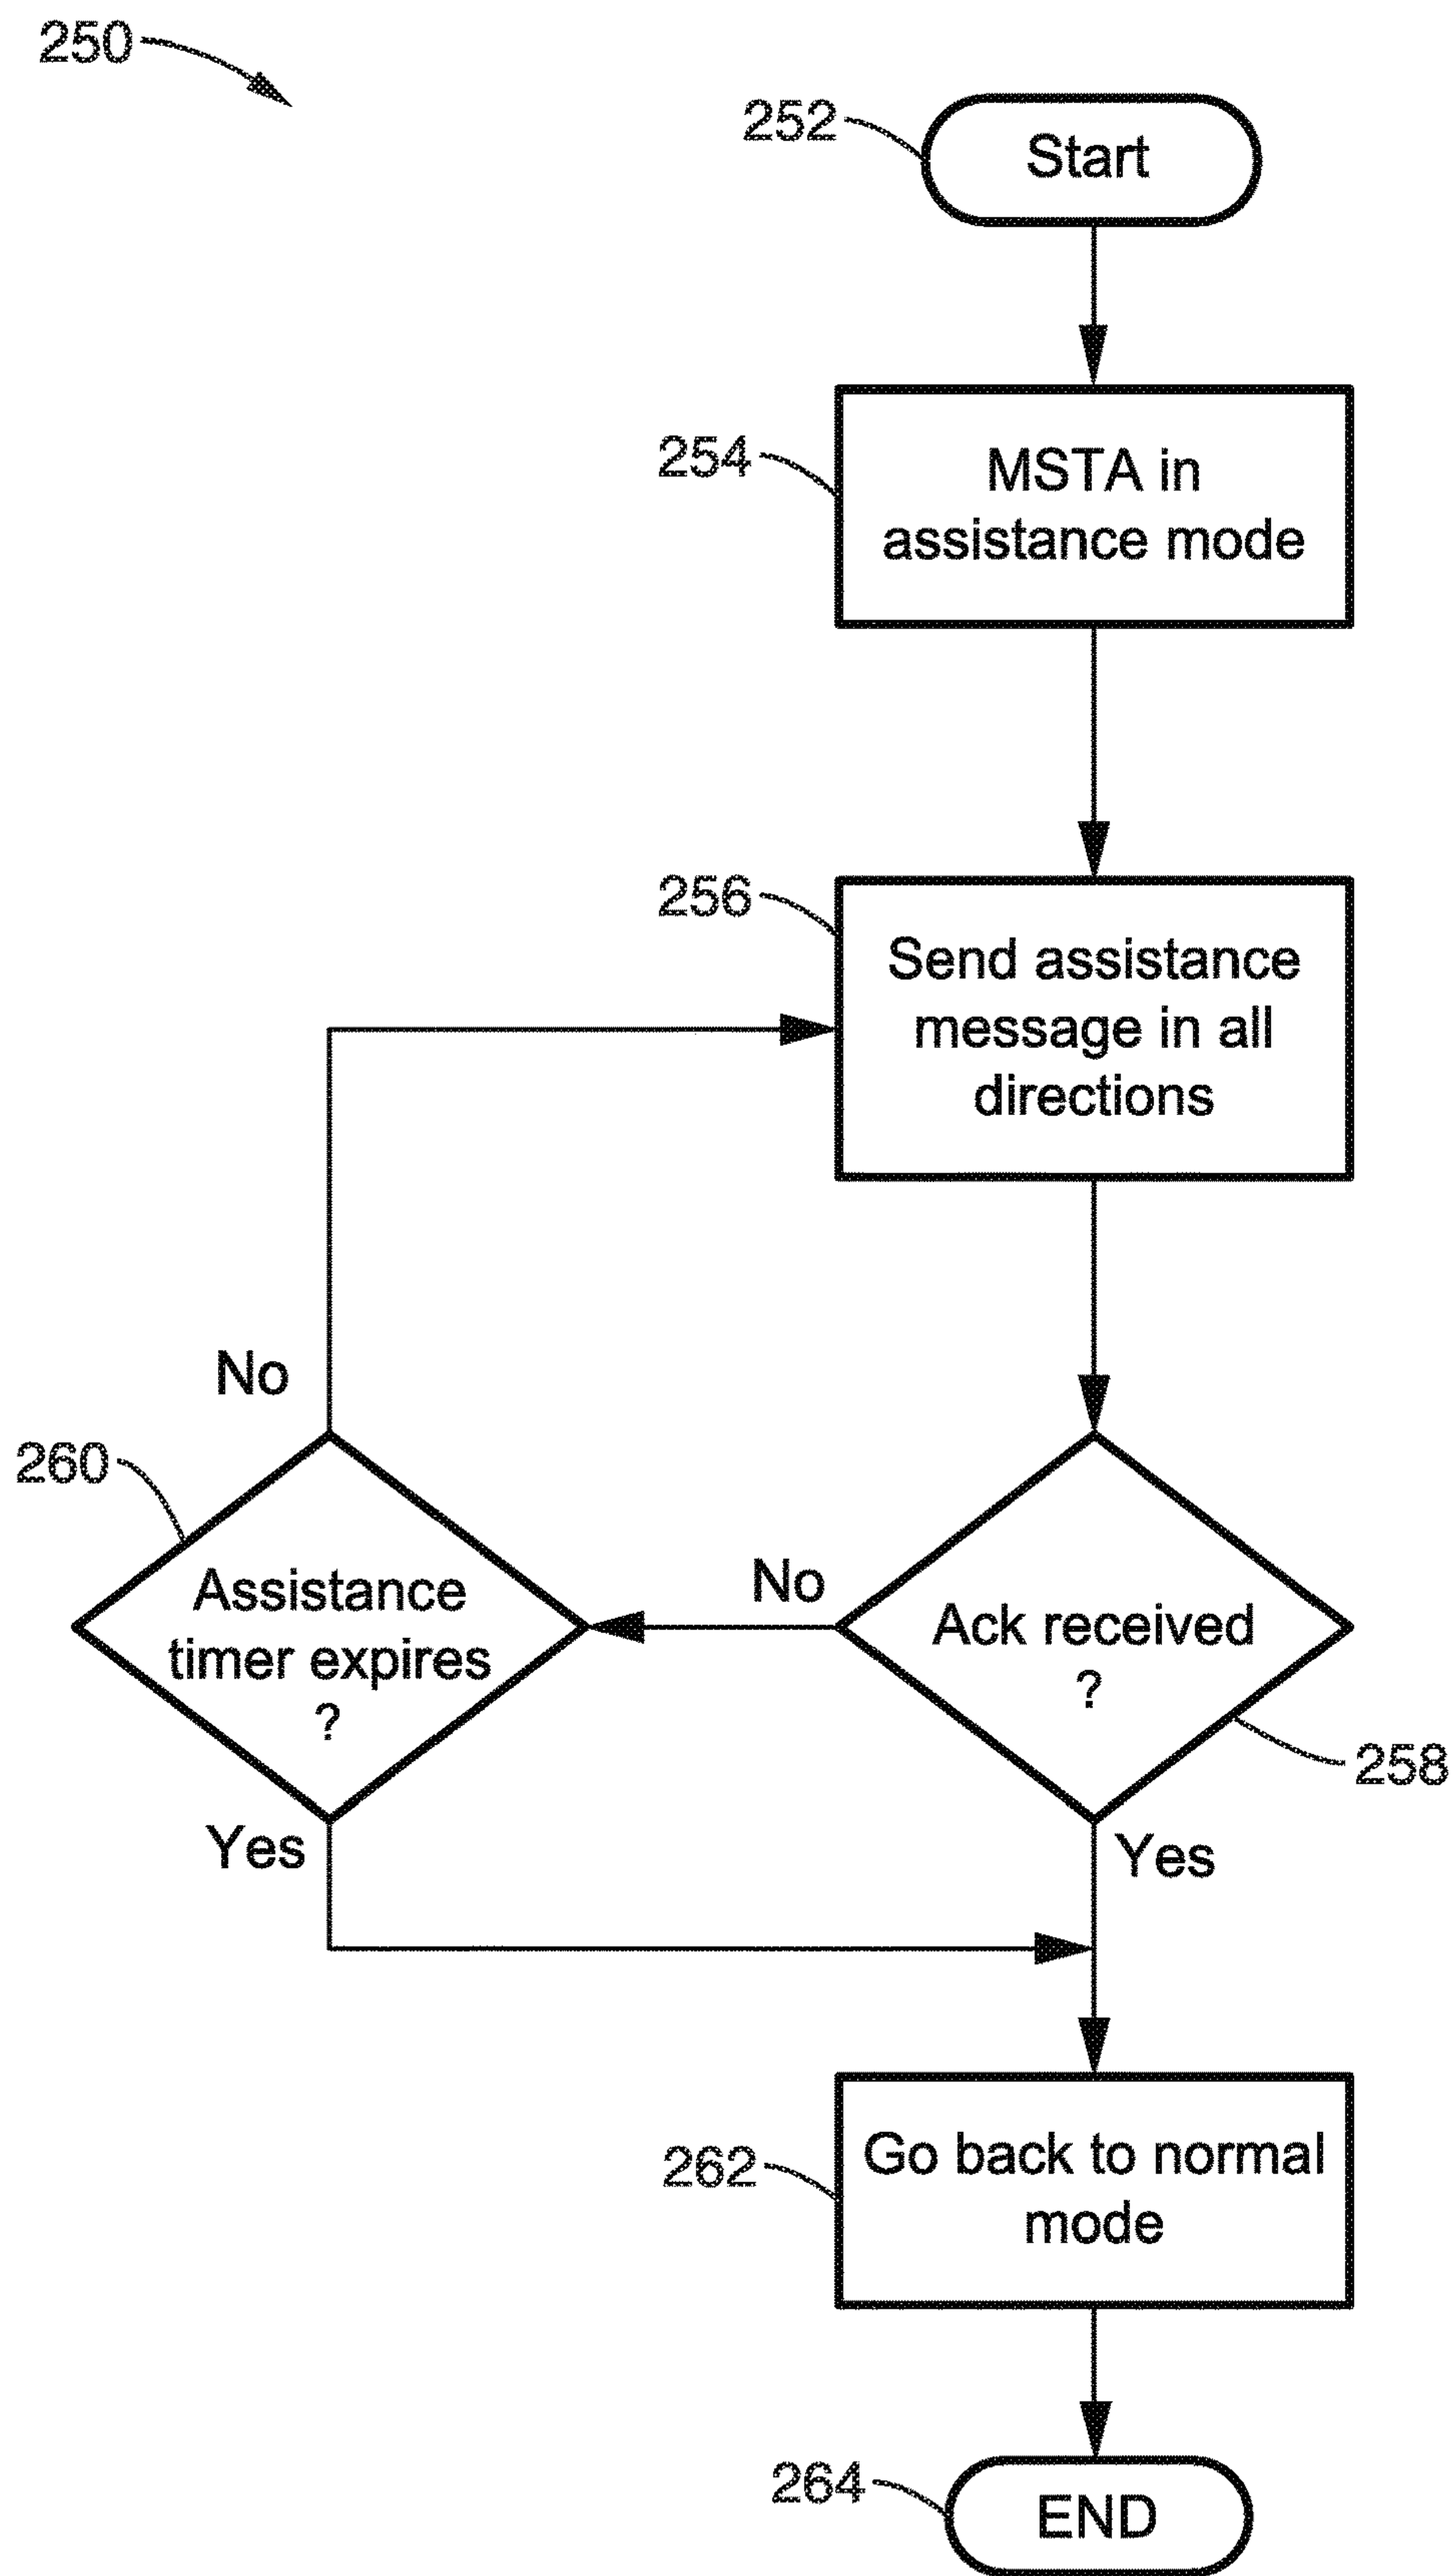 250
252
Start
254
MSTA in
assistance mode
256
Send assistance
message in all
directions
No
260
Assistance
timer expires
?
No
Ack received
?
258
Yes
Yes
262
Go back to normal
mode
264
END